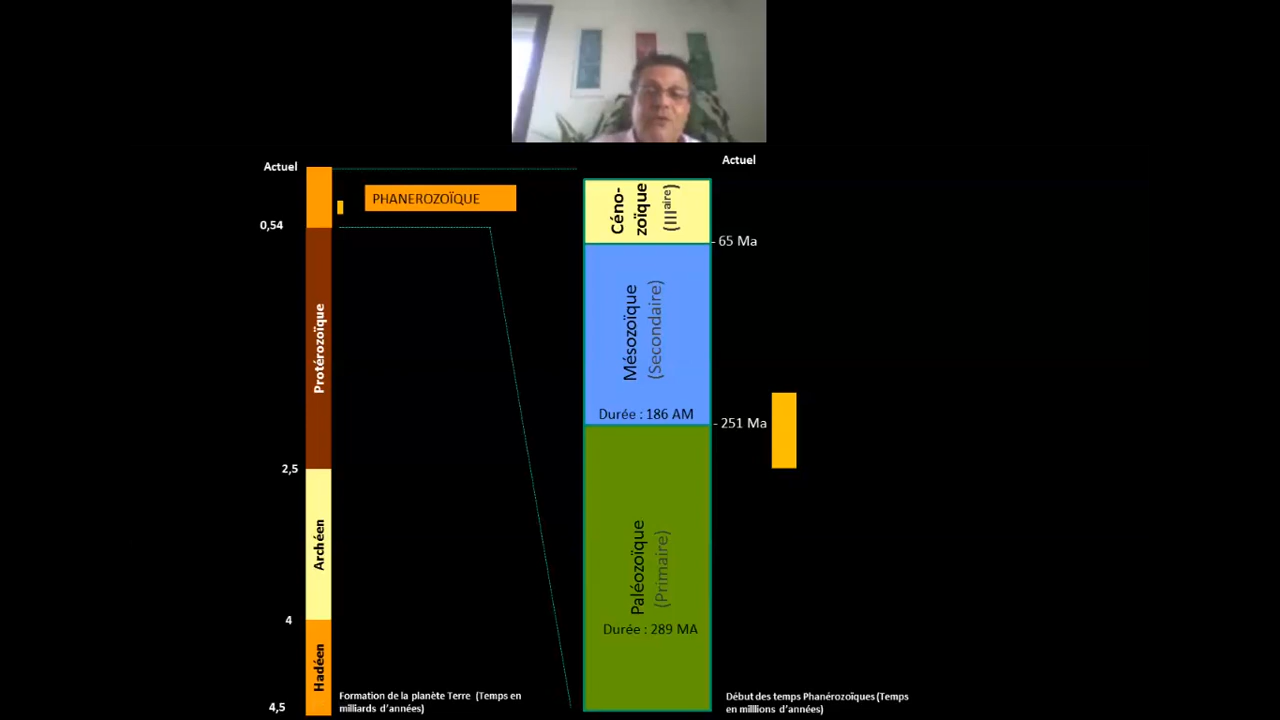 Actuel
Actuel
PHANEROZOÏQUE
0,54
Protérozoïque
2,5
Archéen
4
Hadéen
4,5
Formation de la planète Terre (Temps en
milliards d'années)
Céno-
zoïque
(IIIaire)
- 65 Ma
Mésozoïque
(Secondaire)
Durée : 186 AM
- 251 Ma
Paléozoïque
(Primaire)
Durée : 289 MA
Début des temps Phanérozoïques (Temps
en milllions d'années)